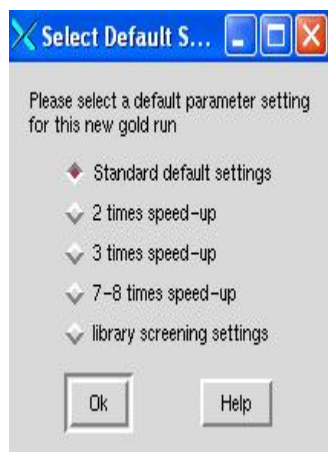 Select Default S...
Please select a default parameter setting
for this new gold run
Standard default settings
2 times speed-up
3 times speed-up
7-8 times speed-up
library screening settings
Ok
Help